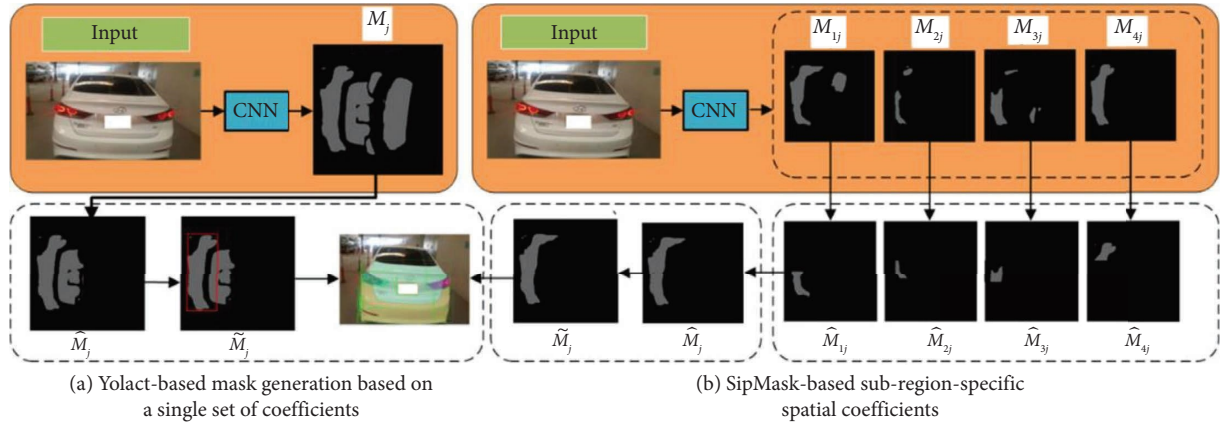 Input
M_j
CNN
M̂_j
M̃_j
(a) Yolact-based mask generation based on
a single set of coefficients
Input
M_1j
M_2j
M_3j
M_4j
CNN
M̃_j
M̂_j
M̂_1j
M̂_2j
M̂_3j
M̂_4j
(b) SipMask-based sub-region-specific
spatial coefficients